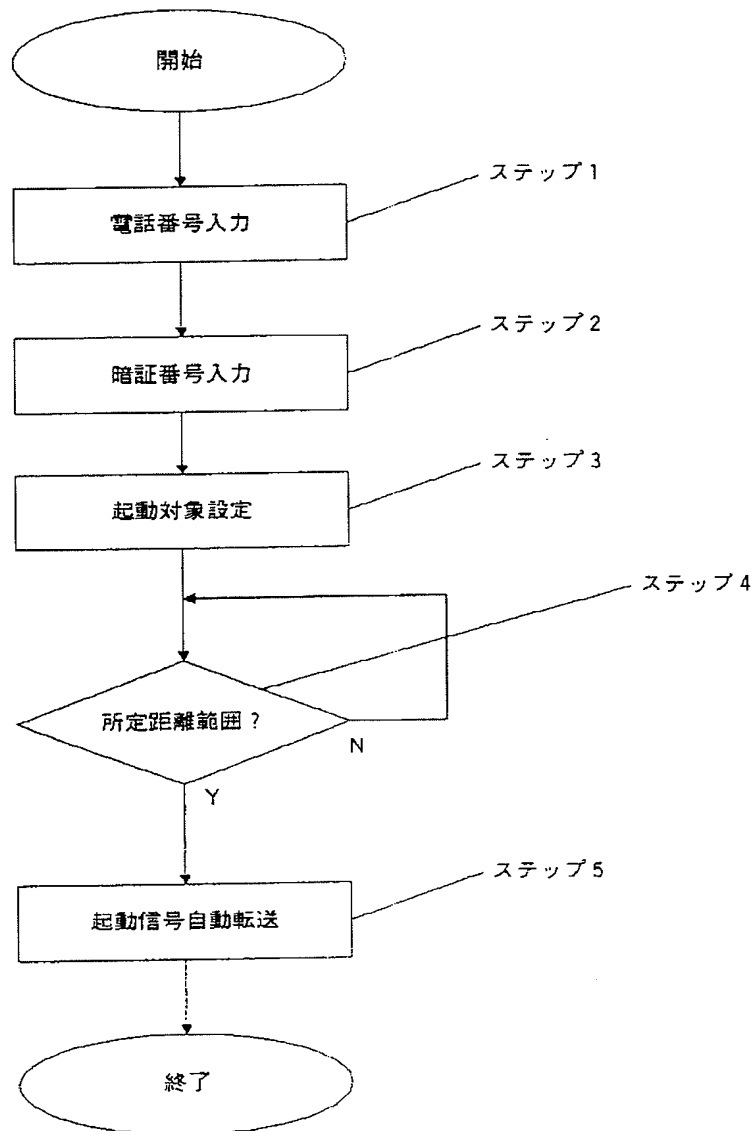 開始
ステップ1
電話番号入力
ステップ2
暗証番号入力
ステップ3
起動対象設定
ステップ4
所定距離範囲?
N
Y
ステップ5
起動信号自動転送
終了